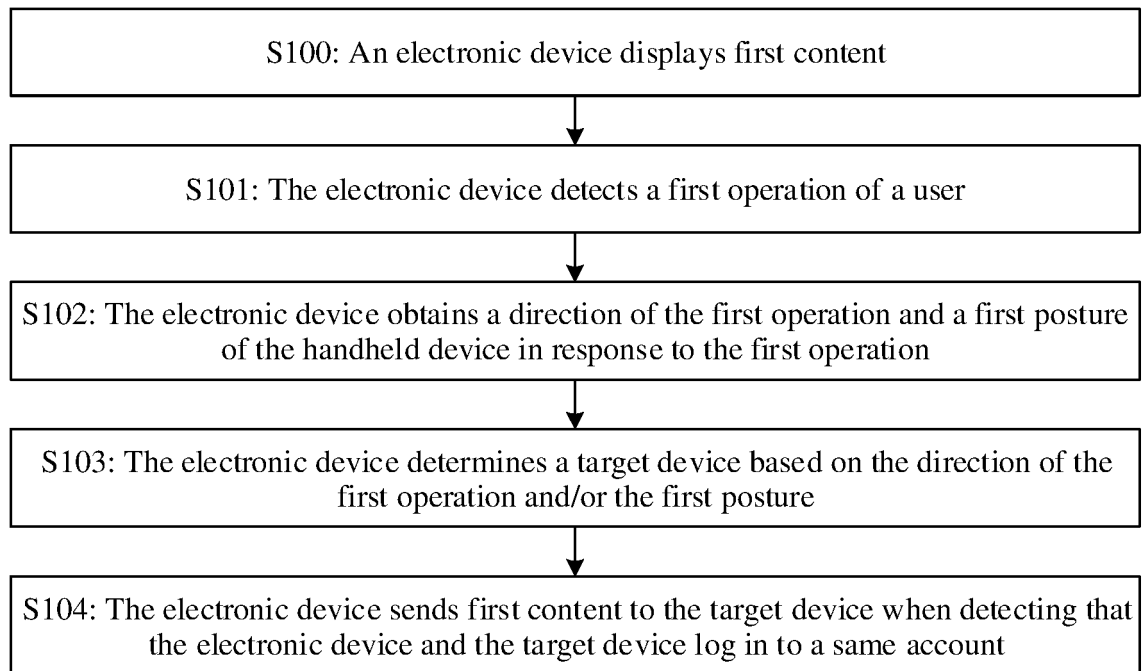 S100: An electronic device displays first content
S101: The electronic device detects a first operation of a user
S102: The electronic device obtains a direction of the first operation and a first posture
of the handheld device in response to the first operation
S103: The electronic device determines a target device based on the direction of the
first operation and/or the first posture
S104: The electronic device sends first content to the target device when detecting that
the electronic device and the target device log in to a same account